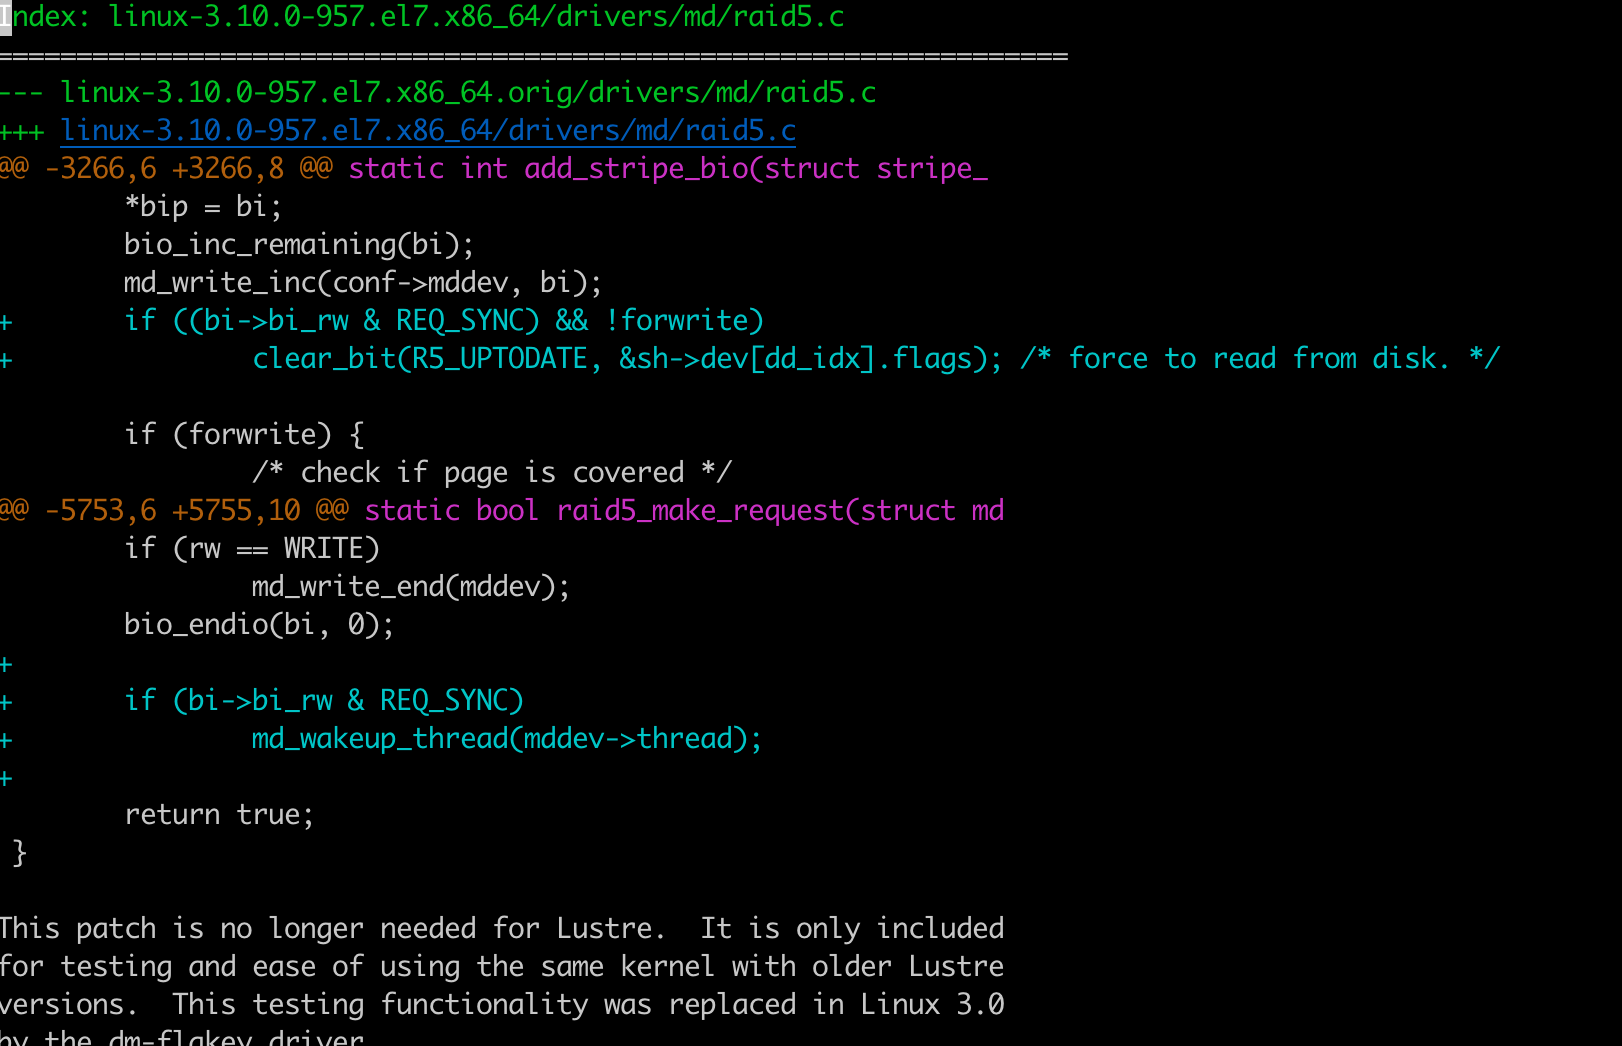 Index: linux-3.10.0-957.el7.x86_64/drivers/md/raid5.c
===================================================================
--- linux-3.10.0-957.el7.x86_64.orig/drivers/md/raid5.c
+++ linux-3.10.0-957.el7.x86_64/drivers/md/raid5.c
@@ -3266,6 +3266,8 @@ static int add_stripe_bio(struct stripe_
        *bip = bi;
        bio_inc_remaining(bi);
        md_write_inc(conf->mddev, bi);
+       if ((bi->bi_rw & REQ_SYNC) && !forwrite)
+               clear_bit(R5_UPTODATE, &sh->dev[dd_idx].flags); /* force to read from disk. */

        if (forwrite) {
                /* check if page is covered */
@@ -5753,6 +5755,10 @@ static bool raid5_make_request(struct md
        if (rw == WRITE)
                md_write_end(mddev);
        bio_endio(bi, 0);
+
+       if (bi->bi_rw & REQ_SYNC)
+               md_wakeup_thread(mddev->thread);
+
        return true;
 }

This patch is no longer needed for Lustre.  It is only included
for testing and ease of using the same kernel with older Lustre
versions.  This testing functionality was replaced in Linux 3.0
by the dm-flakey driver